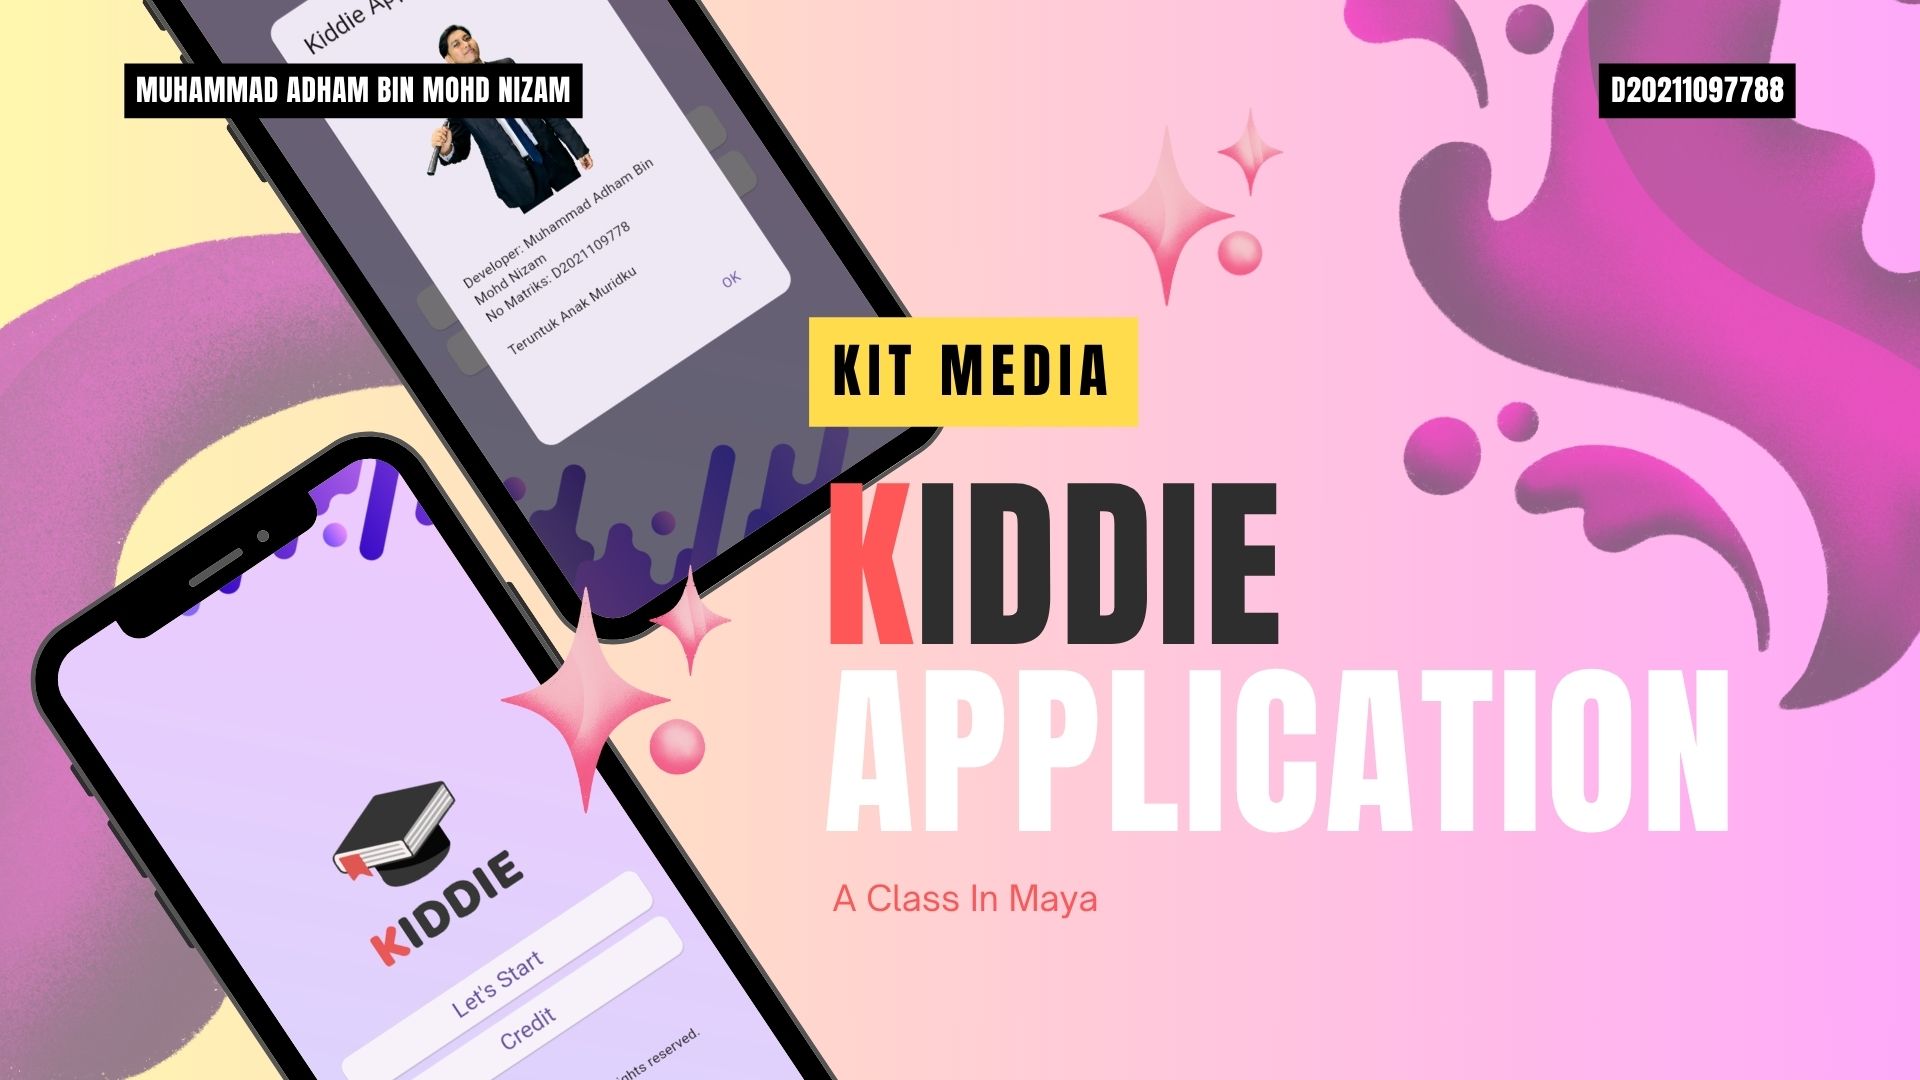 MUHAMMAD ADHAM BIN MOHD NIZAM
D20211097788
Kiddie
Developer: Muhammad Adham Bin
Mohd Nizam
No Matriks: D2021109778
Teruntuk Anak Muridku
OK
KIT MEDIA
KIDDIE
APPLICATION
A Class In Maya
KIDDIE
Let's Start
Credit
reserved.